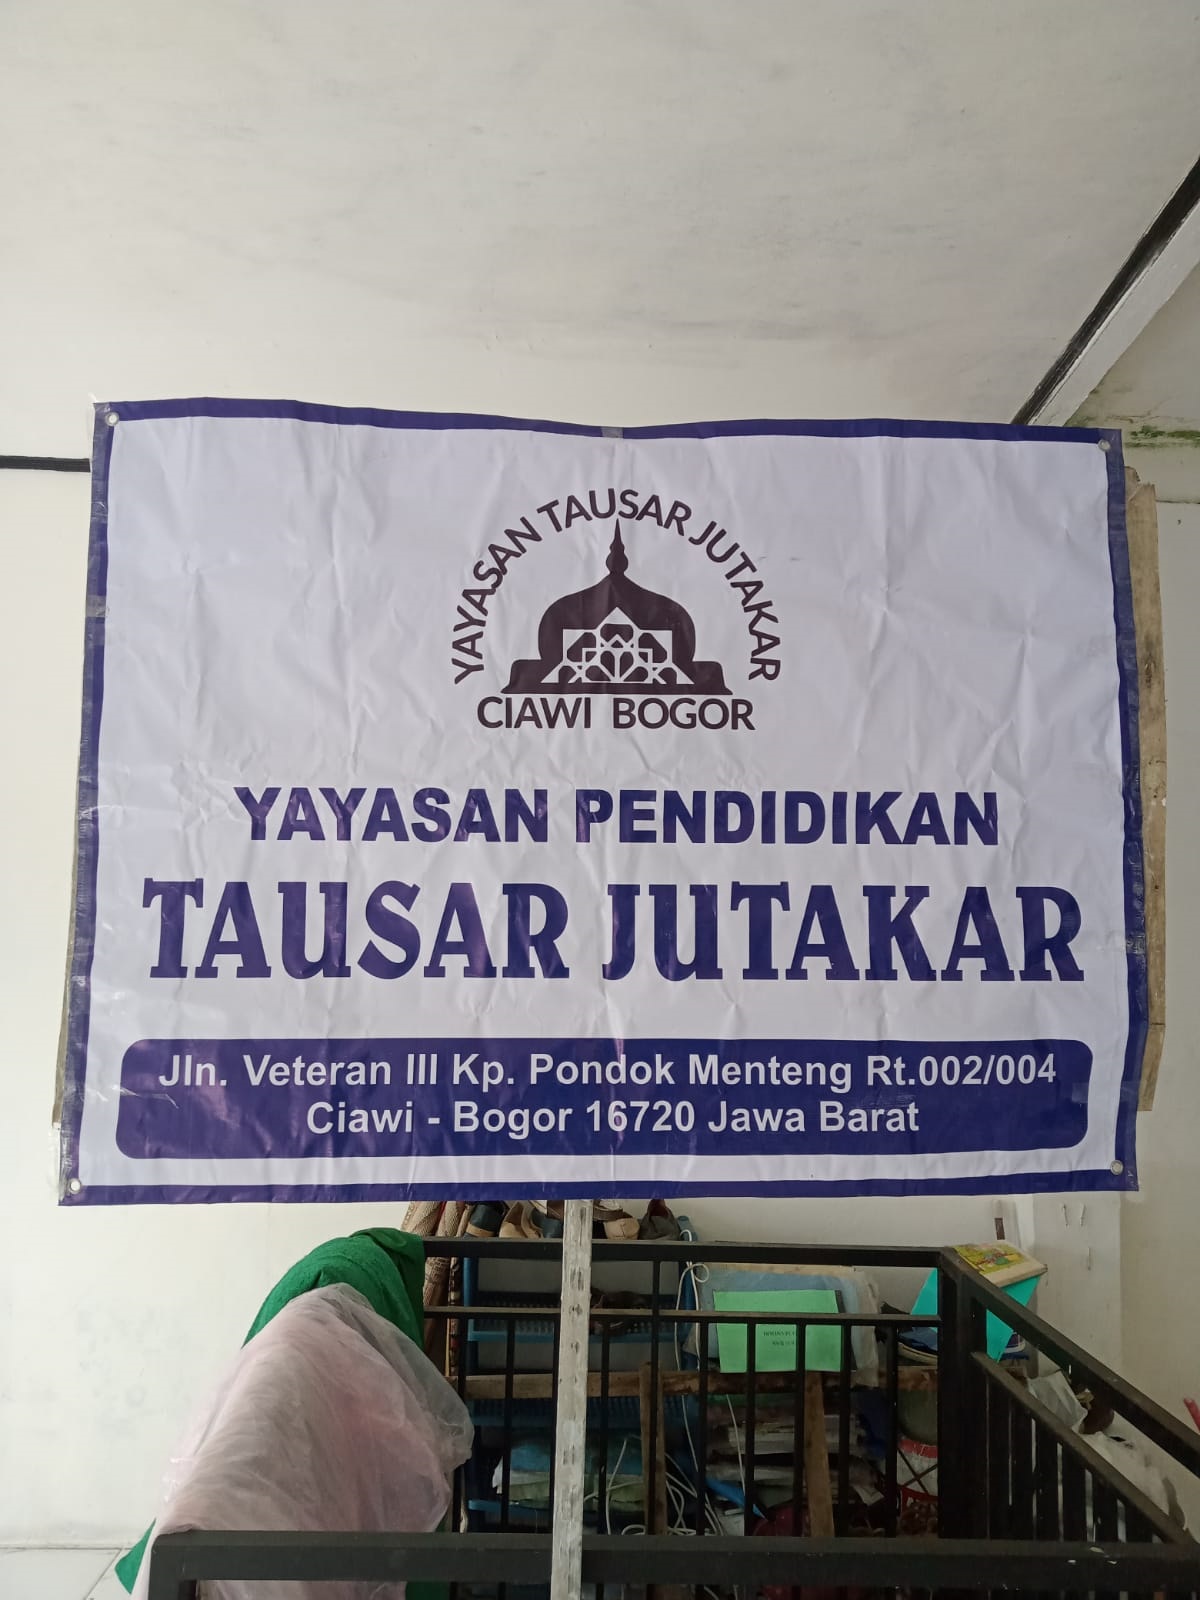 YAYASAN TAUSAR JUTAKAR
CIAWI BOGOR
YAYASAN PENDIDIKAN
TAUSAR JUTAKAR
Jln. Veteran III Kp. Pondok Menteng Rt.002/004
Ciawi - Bogor 16720 Jawa Barat